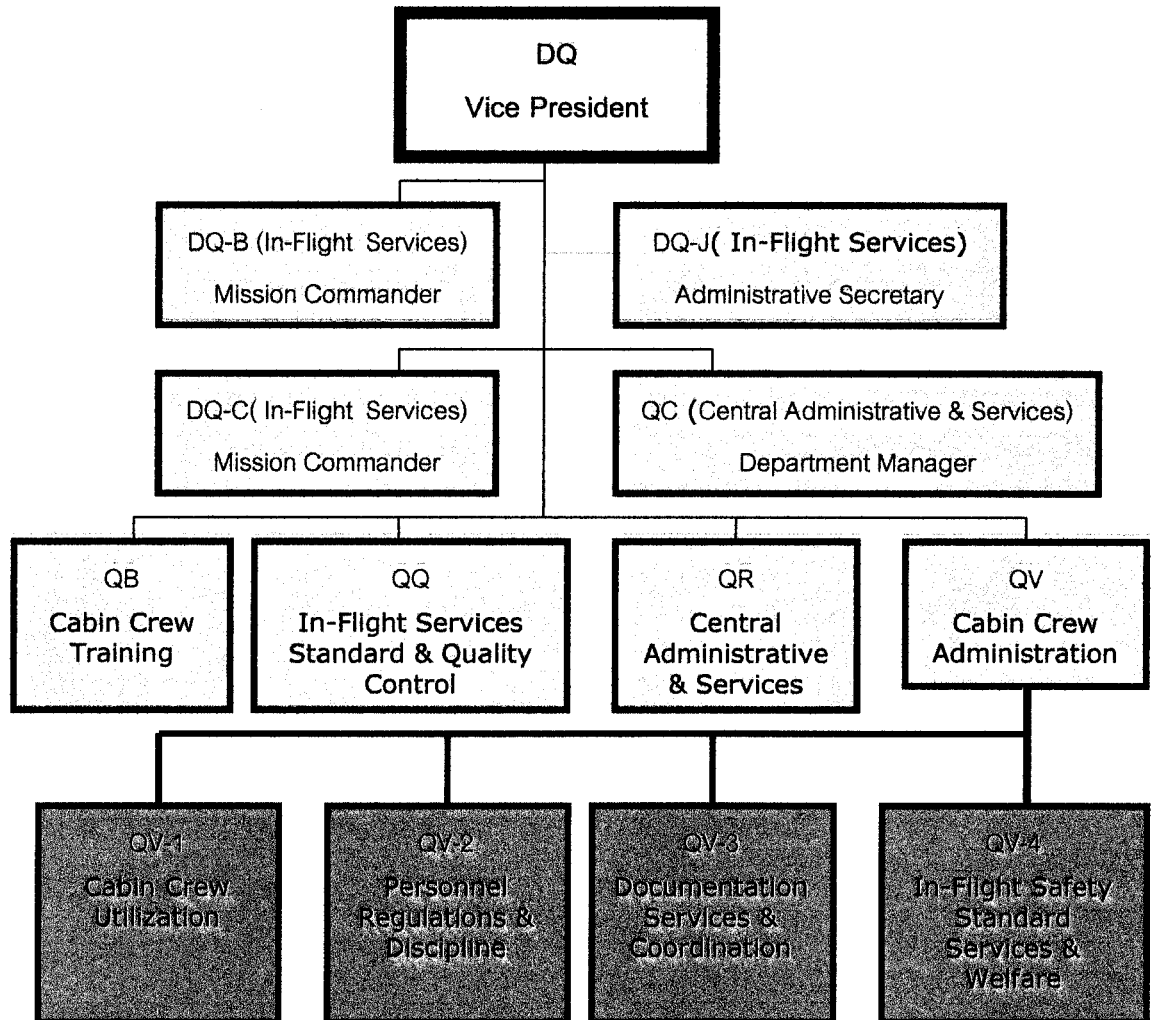 DQ
Vice President
DQ-B (In-Flight Services)
Mission Commander
DQ-J( In-Flight Services)
Administrative Secretary
DQ-C( In-Flight Services)
Mission Commander
QC (Central Administrative & Services)
Department Manager
QB
Cabin Crew
Training
QQ
In-Flight Services
Standard & Quality
Control
QR
Central
Administrative
& Services
QV
Cabin Crew
Administration
QV-1
Cabin Crew
Utilization
QV-2
Personnel
Regulations &
Discipline
QV-3
Documentation
Services &
Coordination
QV-4
In-Flight Safety
Standard
Services &
Welfare